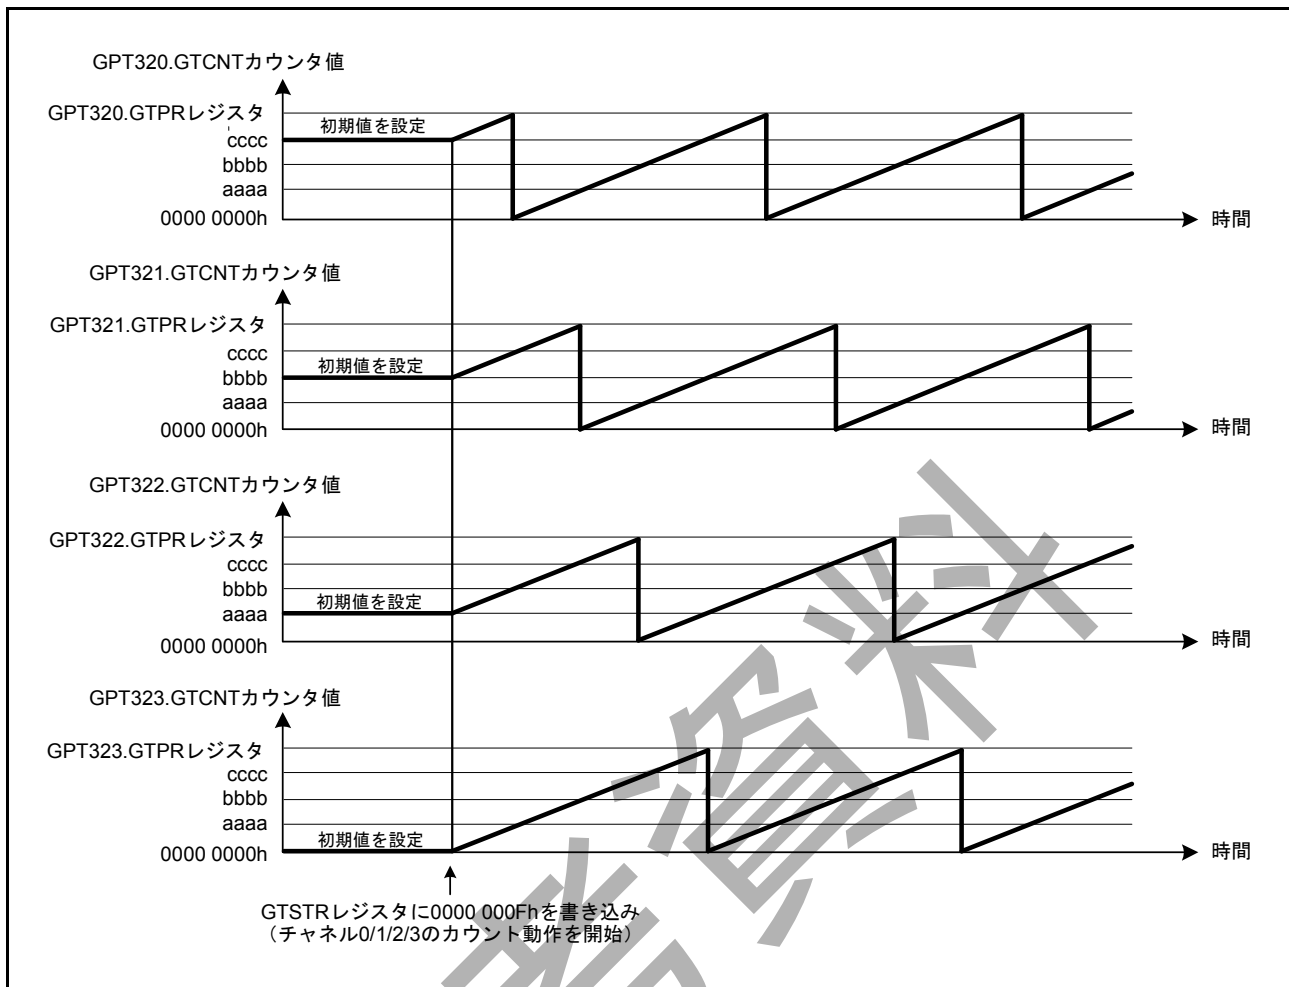 GPT320.GTCNTカウンタ値
GPT320.GTPRレジスタ
cccc
bbbb
aaaa
0000 0000h
初期値を設定
時間
GPT321.GTCNTカウンタ値
GPT321.GTPRレジスタ
cccc
bbbb
aaaa
0000 0000h
初期値を設定
時間
GPT322.GTCNTカウンタ値
GPT322.GTPRレジスタ
cccc
bbbb
aaaa
0000 0000h
初期値を設定
時間
GPT323.GTCNTカウンタ値
GPT323.GTPRレジスタ
cccc
bbbb
aaaa
0000 0000h
初期値を設定
時間
GTSTRレジスタに0000 000Fhを書き込み
（チャネル0/1/2/3のカウント動作を開始）
考資料